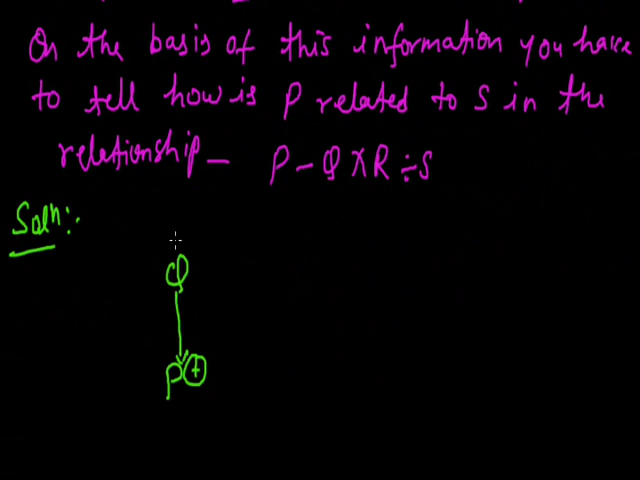 On the basis of this information you have
to tell how is P related to S in the
relationship - P - Q × R ÷ S
Solⁿ:-
Q
P +